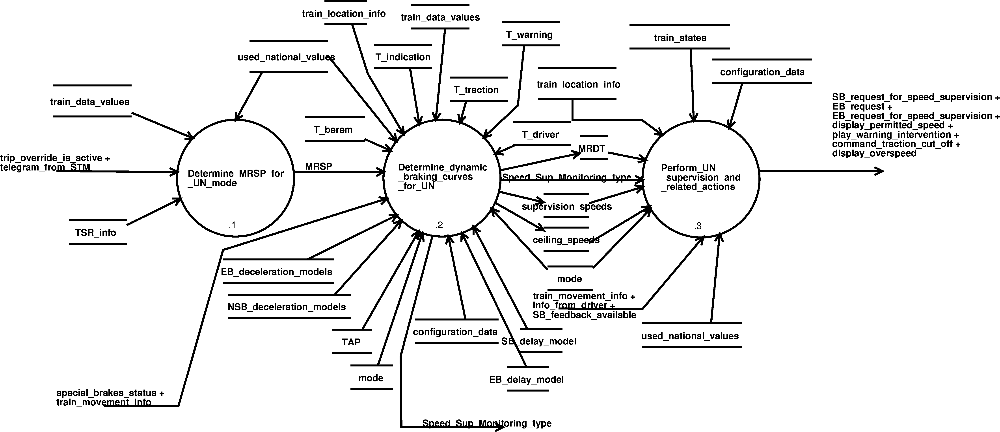 train_location_info
train_data_values
T_warning
train_states
used_national_values
T_indication
configuration_data
train_location_info
T_traction
train_data_values
SB_request_for_speed_supervision +
EB_request +
EB_request_for_speed_supervision +
display_permitted_speed +
play_warning_intervention +
command_traction_cut_off +
display_overspeed
T_berem
T_driver
MRDT
trip_override_is_active +
telegram_from_STM
MRSP
Determine_MRSP_for
_UN_mode
.1
Determine_dynamic
_braking_curves
_for_UN
.2
Speed_Sup_Monitoring_type
Perform_UN
_supervision_and
_related_actions
.3
supervision_speeds
TSR_info
ceiling_speeds
EB_deceleration_models
mode
NSB_deceleration_models
train_movement_info +
info_from_driver +
SB_feedback_available
TAP
configuration_data
SB_delay_model
used_national_values
mode
EB_delay_model
special_brakes_status +
train_movement_info
Speed_Sup_Monitoring_type